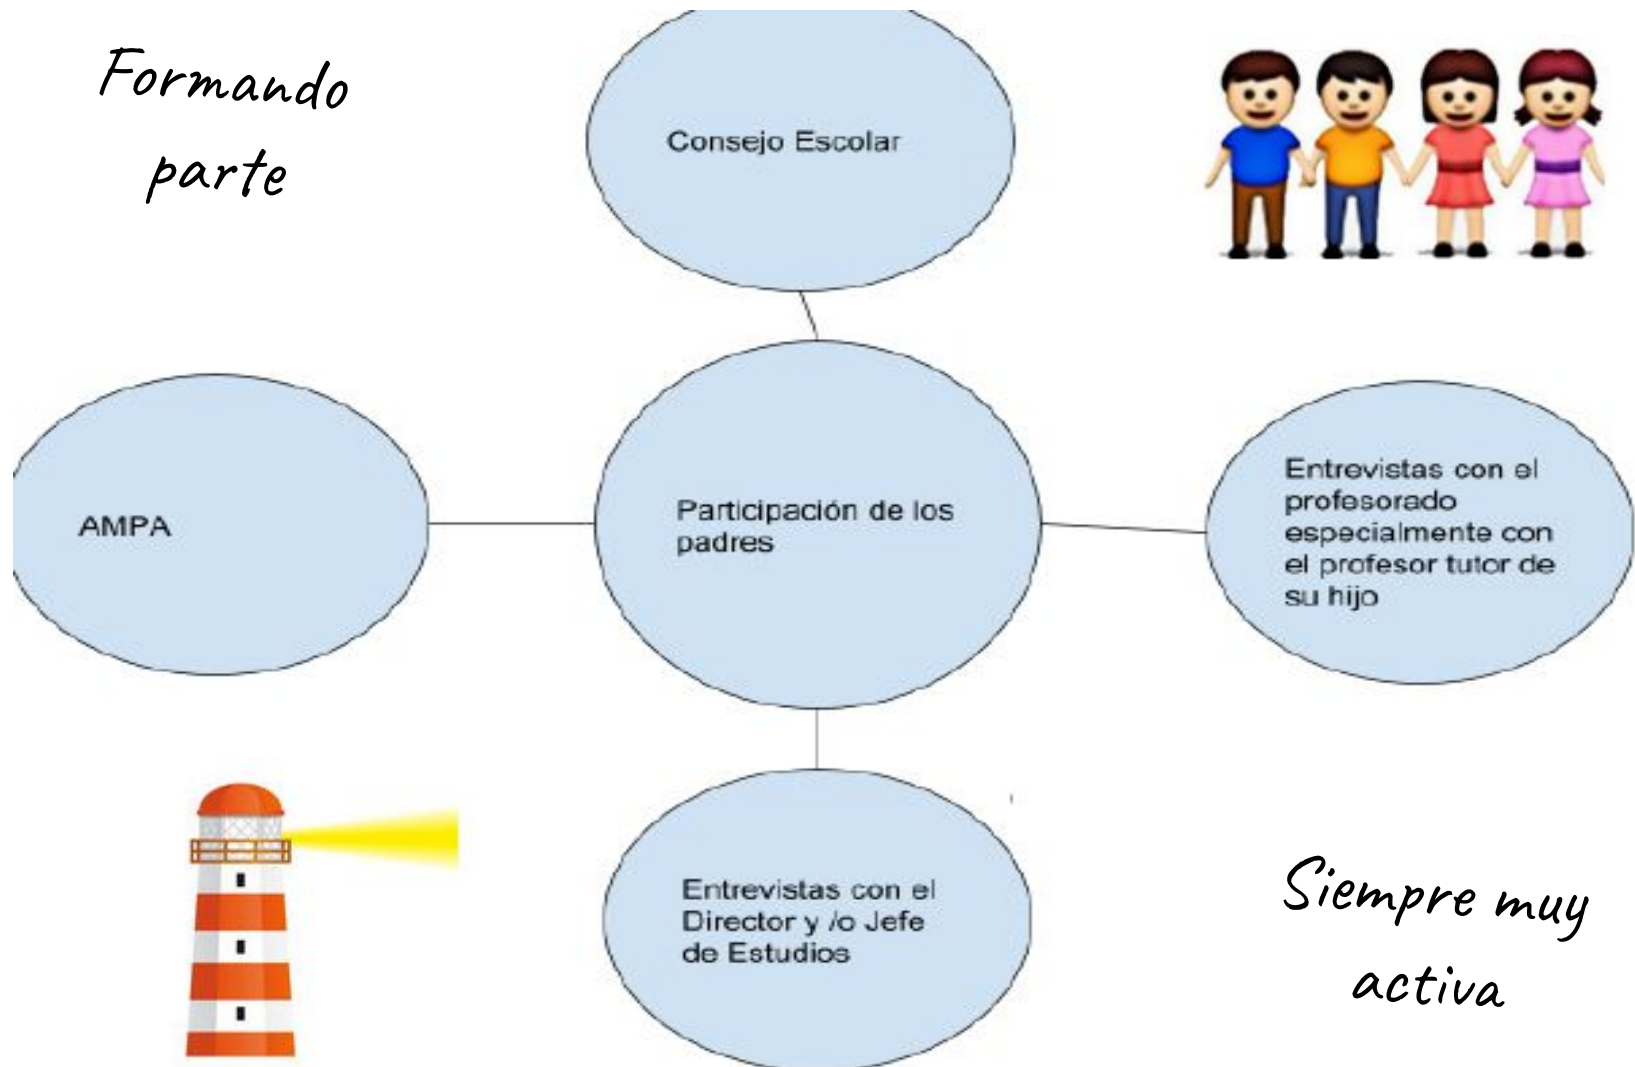 Formando
parte
Consejo Escolar
AMPA
Participación de los
padres
Entrevistas con el
profesorado
especialmente con
el profesor tutor de
su hijo
Entrevistas con el
Director y /o Jefe
de Estudios
Siempre muy
activa